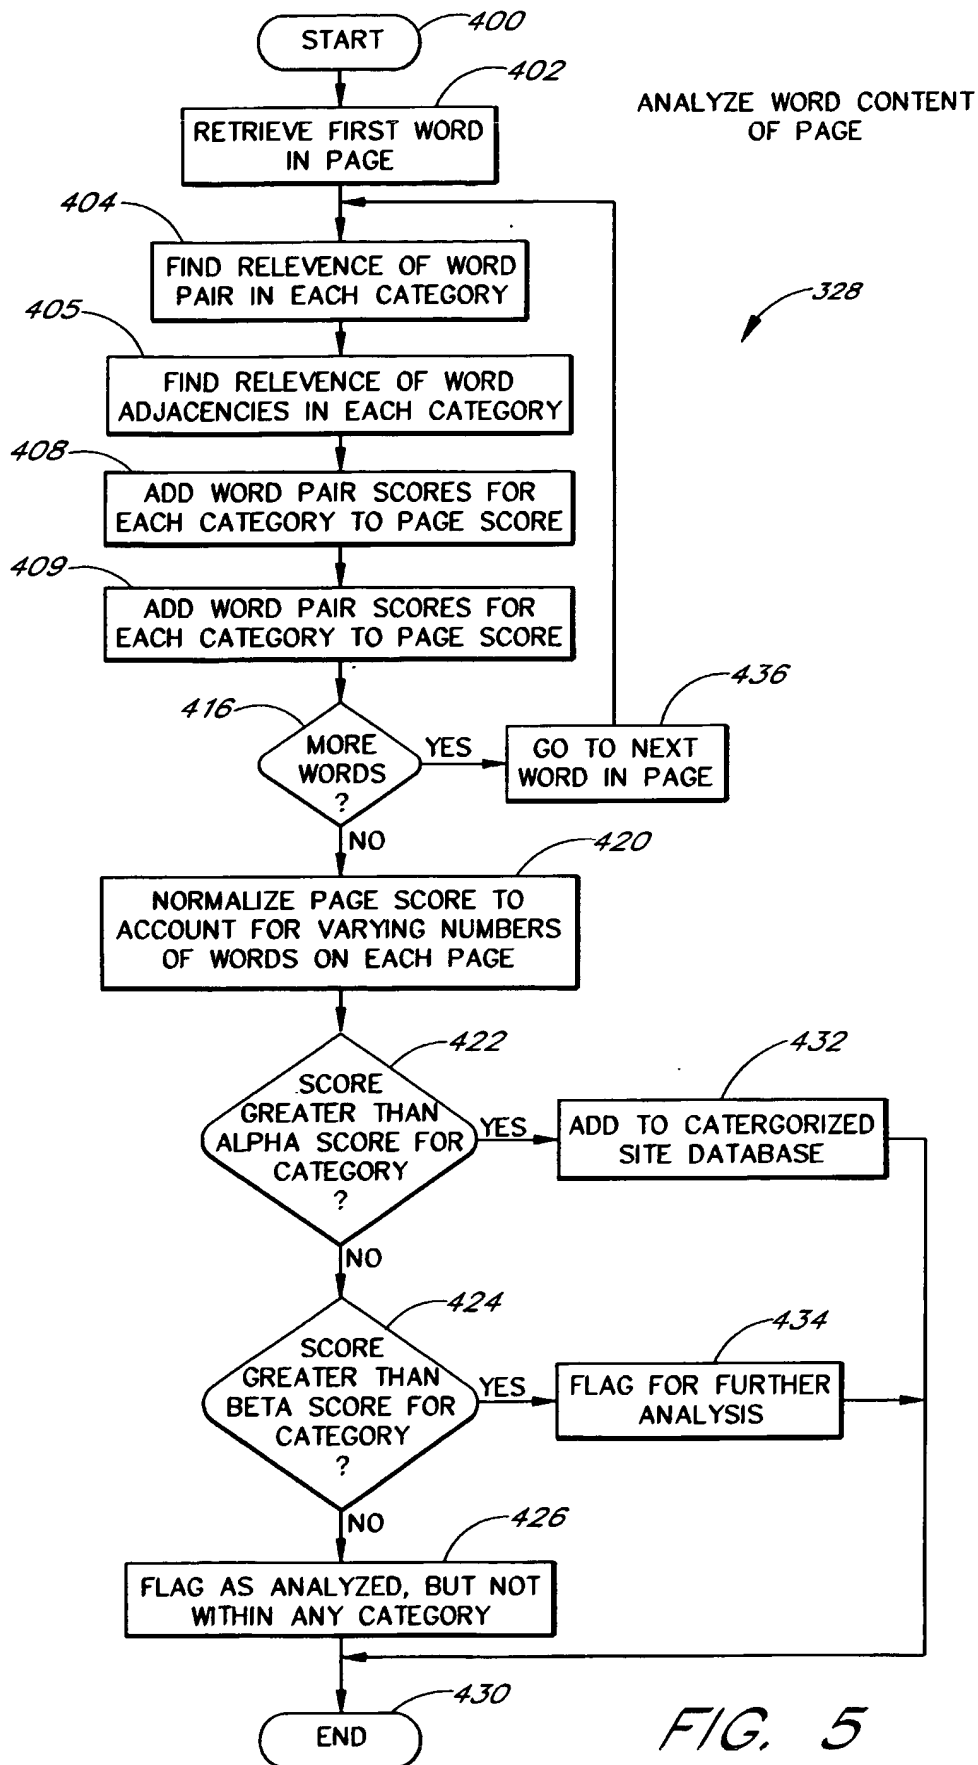 400
START
402
RETRIEVE FIRST WORD
IN PAGE
ANALYZE WORD CONTENT
OF PAGE
404
FIND RELEVENCE OF WORD
PAIR IN EACH CATEGORY
328
405
FIND RELEVENCE OF WORD
ADJACENCIES IN EACH CATEGORY
408
ADD WORD PAIR SCORES FOR
EACH CATEGORY TO PAGE SCORE
409
ADD WORD PAIR SCORES FOR
EACH CATEGORY TO PAGE SCORE
416
MORE
WORDS
?
YES
436
GO TO NEXT
WORD IN PAGE
NO
420
NORMALIZE PAGE SCORE TO
ACCOUNT FOR VARYING NUMBERS
OF WORDS ON EACH PAGE
422
SCORE
GREATER THAN
ALPHA SCORE FOR
CATEGORY
?
YES
432
ADD TO CATERGORIZED
SITE DATABASE
NO
424
SCORE
GREATER THAN
BETA SCORE FOR
CATEGORY
?
YES
434
FLAG FOR FURTHER
ANALYSIS
NO
426
FLAG AS ANALYZED, BUT NOT
WITHIN ANY CATEGORY
430
END
FIG. 5